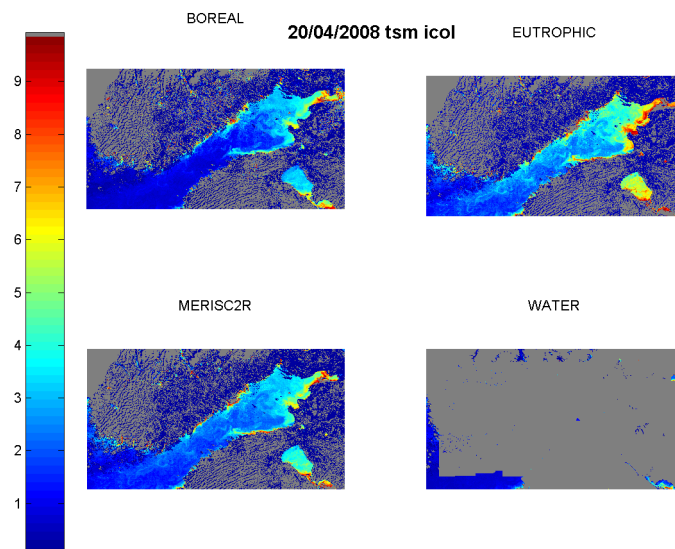 BOREAL
20/04/2008 tsm icol
EUTROPHIC
9
8
7
6
5
4
3
2
1
MERISC2R
WATER